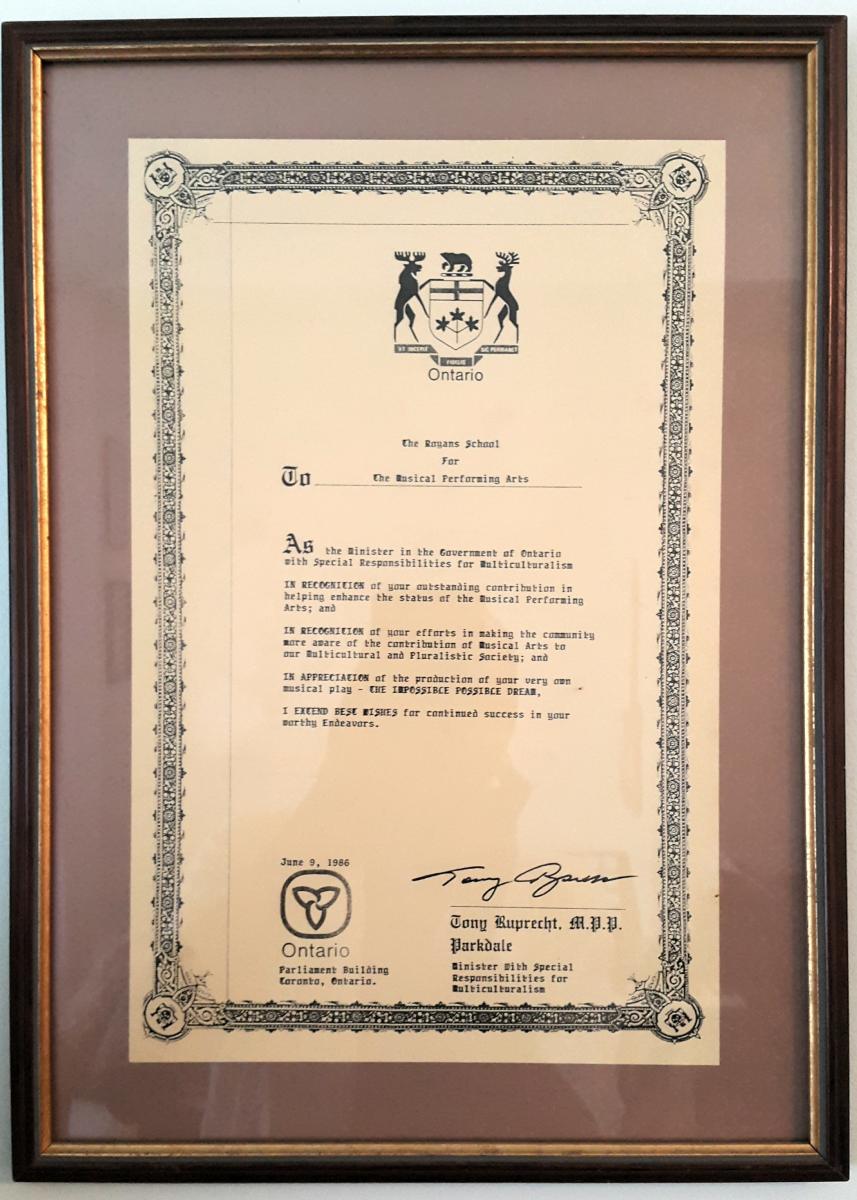 VT INCEPIT SIC PERMANET
FIDELIS
Ontario
The Royans School
For
To The Musical Performing Arts
As the Minister in the Government of Ontario
with Special Responsibilities for Multiculturalism
IN RECOGNITION of your outstanding contribution in
helping enhance the status of the Musical Performing
Arts; and
IN RECOGNITION of your efforts in making the community
more aware of the contribution of Musical Arts to
our Multicultural and Pluralistic Society; and
IN APPRECIATION of the production of your very own
musical play - THE IMPOSSIBLE POSSIBLE DREAM,
I EXTEND BEST WISHES for continued success in your
worthy Endeavors.
June 9, 1986
Ontario
Parliament Building
Toronto, Ontario.
Tony Ruprecht, M.P.P.
Parkdale
Minister With Special
Responsibilities for
Multiculturalism